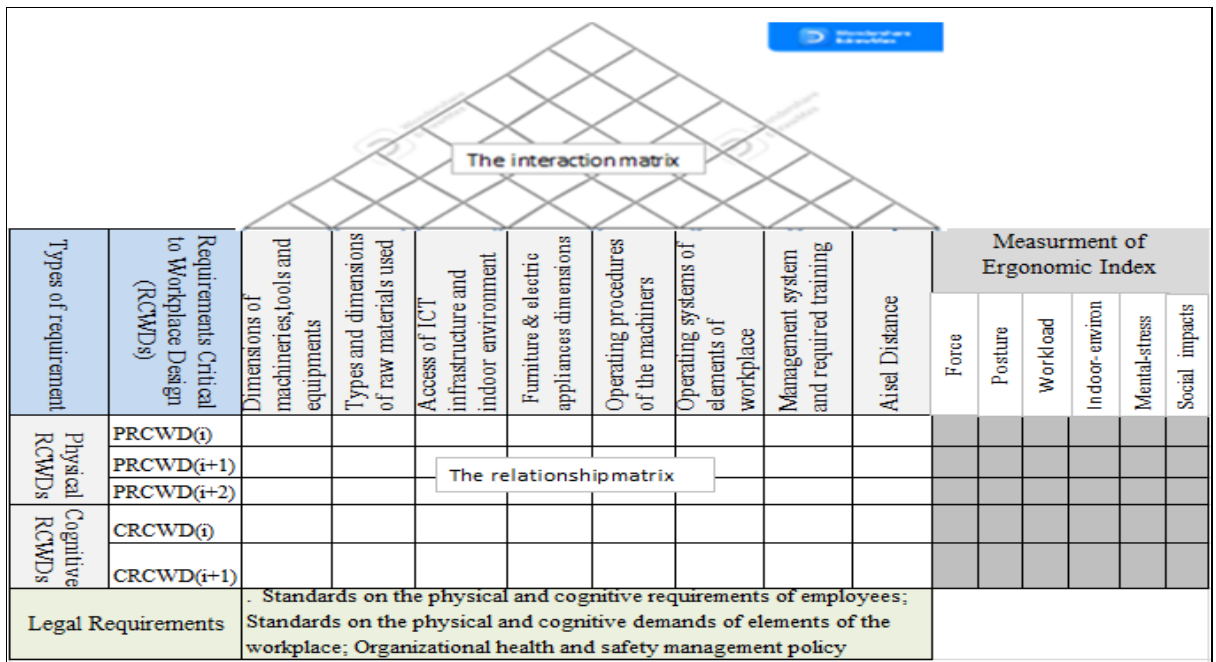 The interaction matrix
Types of requirement
Requirements Critical
to Workplace Design
(RCWDs)
Dimensions of
machineries,tools and
equipments
Types and dimensions
of raw materials used
Access of ICT
infrastructure and
indoor environment
Furniture & electric
appliances dimensions
Operating procedures
of the machiners
Operating systems of
elements of
workplace
Management system
and required training
Aisel Distance
Measurment of
Ergonomic Index
Force
Posture
Workload
Indoor-environ
Mental-stress
Social impacts
Physical
RCWDs
PRCWD(i)
PRCWD(i+1)
PRCWD(i+2)
The relationship matrix
Cognitive
RCWDs
CRCWD(i)
CRCWD(i+1)
Legal Requirements
. Standards on the physical and cognitive requirements of employees;
Standards on the physical and cognitive demands of elements of the
workplace; Organizational health and safety management policy